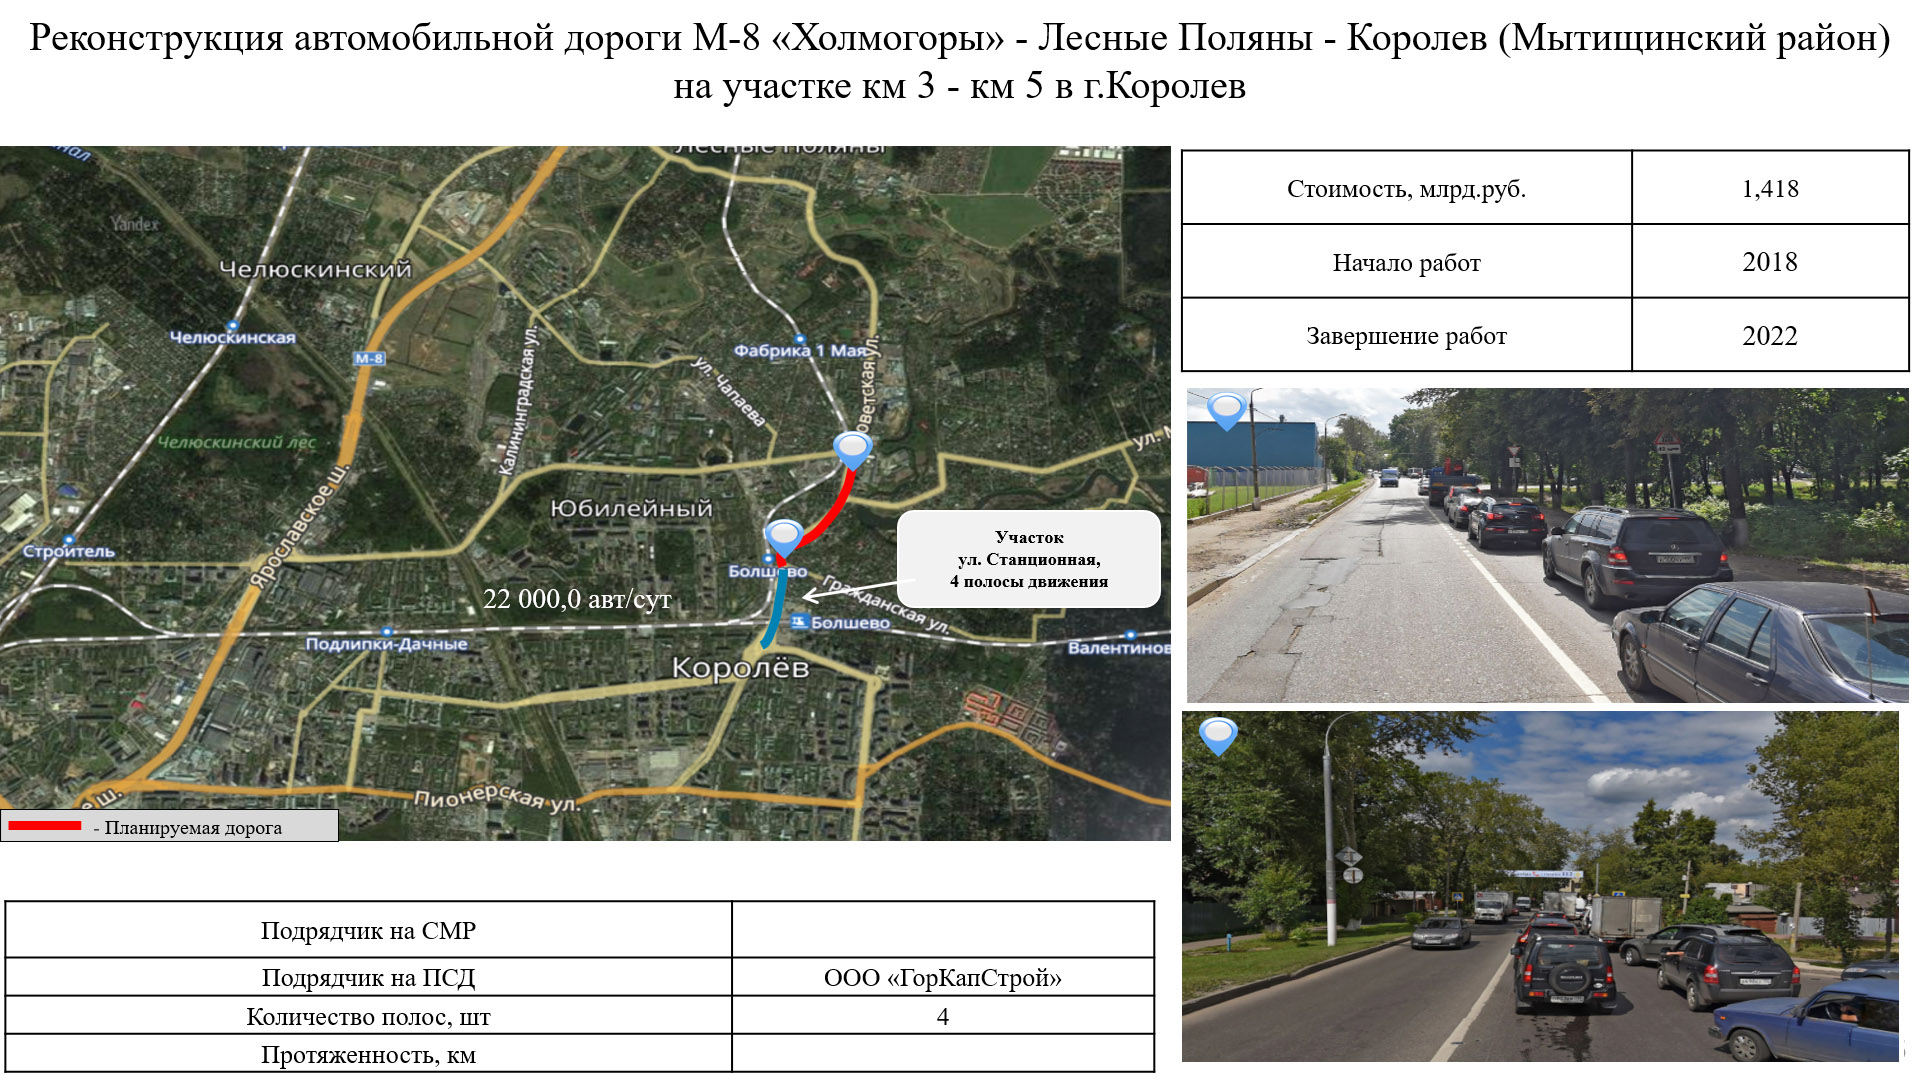 Реконструкция автомобильной дороги М-8 «Холмогоры» - Лесные Поляны - Королев (Мытищинский район)
на участке км 3 - км 5 в г.Королев
Лесные Поляны
Yandex
Челюскинский
Челюскинская
М-8
Калининградская ул.
Фабрика 1 Мая
ул. Чапаева
Челюскинский лес
Ярославское ш.
Юбилейный
Строитель
Болшево
22 000,0 авт/сут
Гражданская ул.
Болшево
Подлипки-Дачные
Валентинов
Королёв
Пионерская ул.
Участок
ул. Станционная,
4 полосы движения
- Планируемая дорога
Стоимость, млрд.руб. 1,418
Начало работ 2018
Завершение работ 2022
Подрядчик на СМР
Подрядчик на ПСД ООО «ГорКапСтрой»
Количество полос, шт 4
Протяженность, км